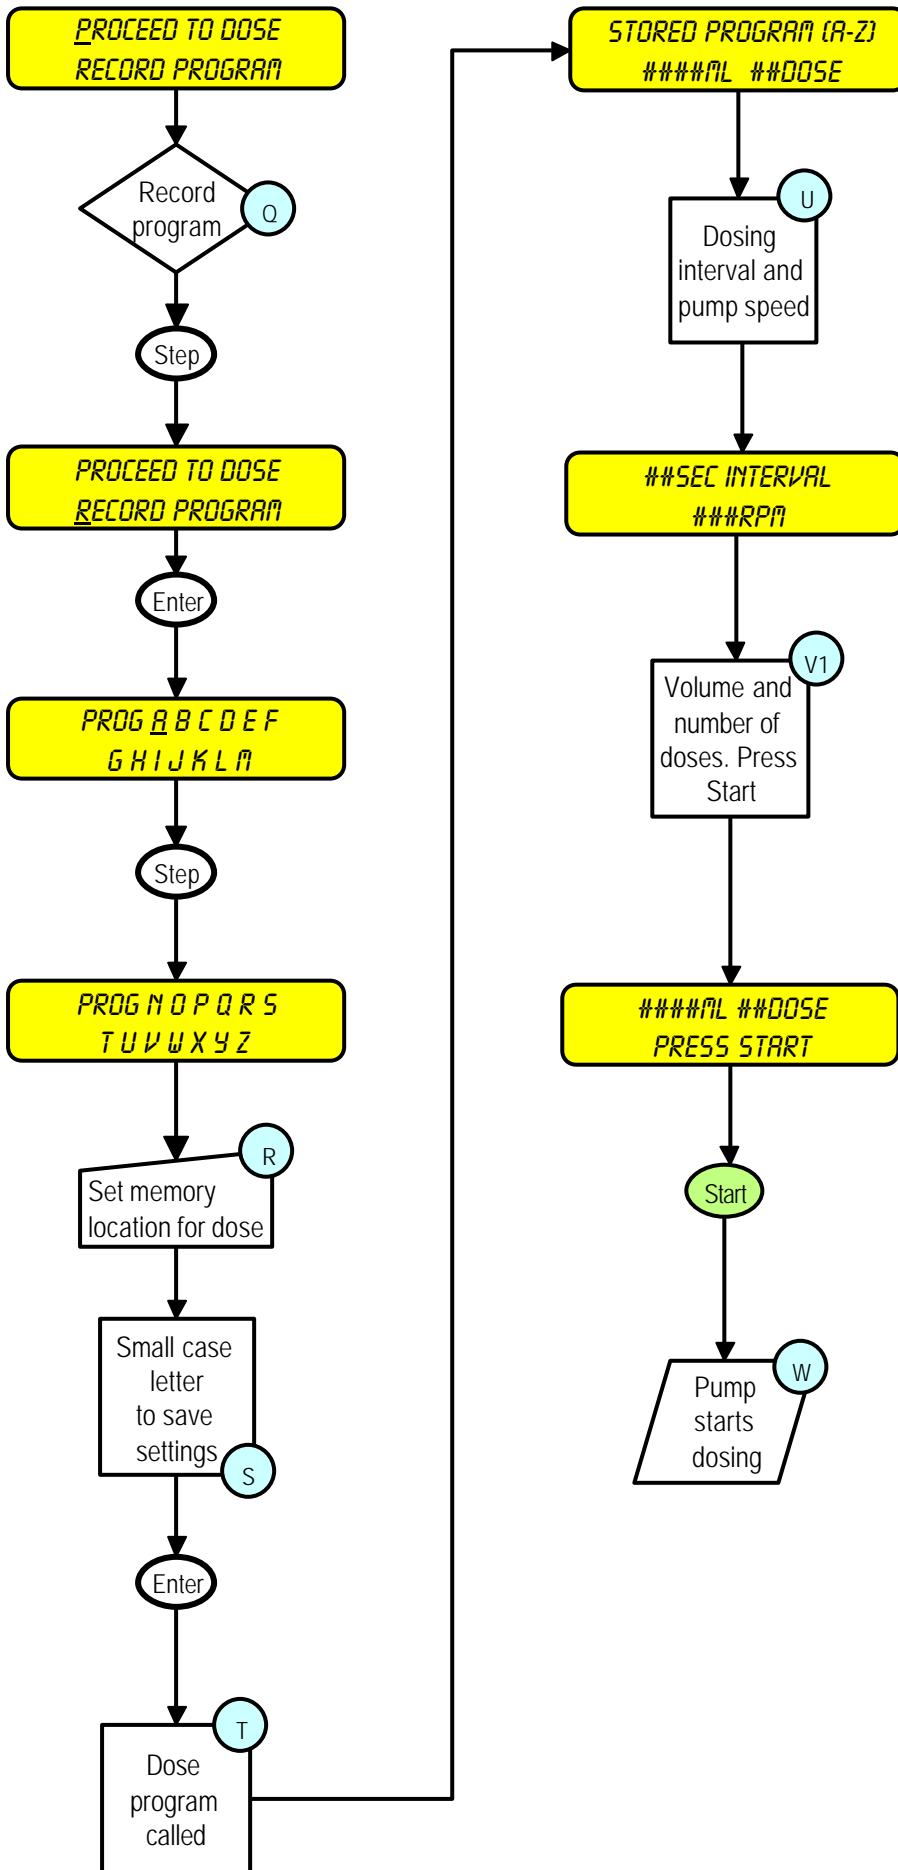 PROCEED TO DOSE
RECORD PROGRAM
Record
program
Q
Step
PROCEED TO DOSE
RECORD PROGRAM
Enter
PROG A B C D E F
G H I J K L M
Step
PROG N O P Q R S
T U V W X Y Z
R
Set memory
location for dose
Small case
letter
to save
settings
S
Enter
T
Dose
program
called
STORED PROGRAM (A-Z)
####ML ##DOSE
U
Dosing
interval and
pump speed
##SEC INTERVAL
###RPM
V1
Volume and
number of
doses. Press
Start
####ML ##DOSE
PRESS START
Start
W
Pump
starts
dosing